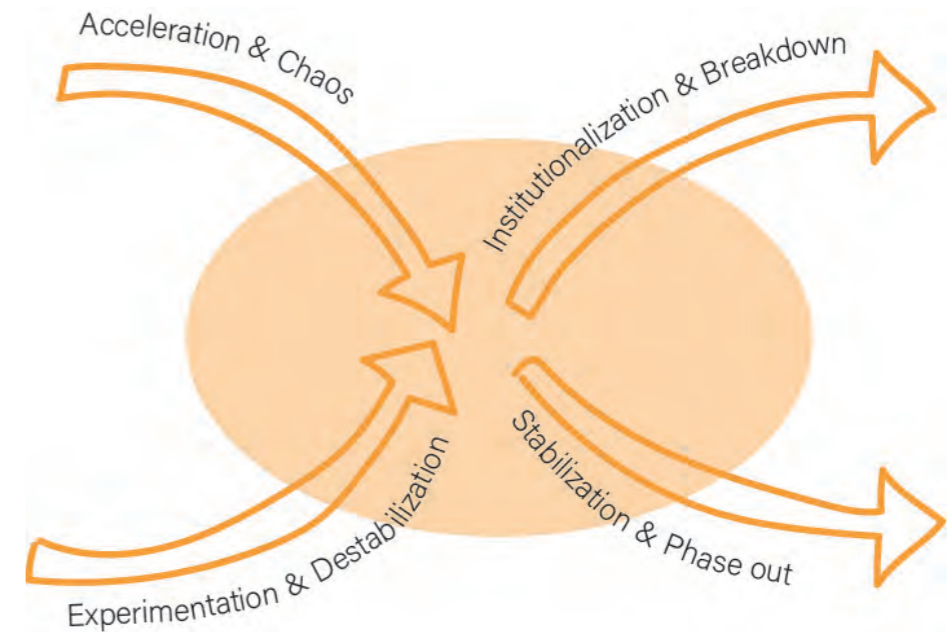 Acceleration & Chaos
Institutionalization & Breakdown
Experimentation & Destabilization
Stabilization & Phase out